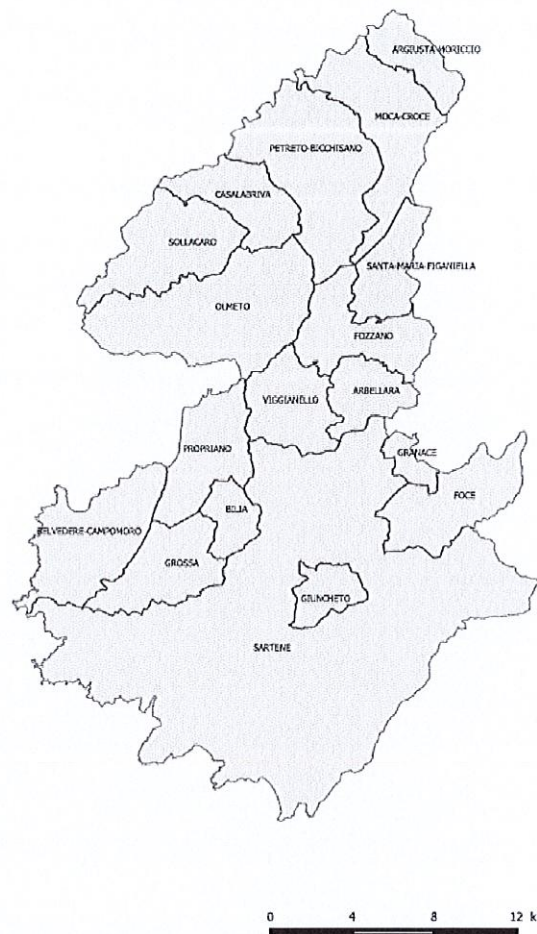 ARGIUSTA-MORICCIO
MOCA-CROCE
PETRETO-BICCHISANO
CASALABRIVA
SOLLACARO
SANTA-MARIA-FIGANIELLA
OLMETO
FOZZANO
ARBELLARA
VIGGIANELLO
PROPRIANO
GRANACE
FOCE
BILIA
BELVEDERE-CAMPOMORO
GROSSA
GIUNCHETO
SARTENE
0 4 8 12 k